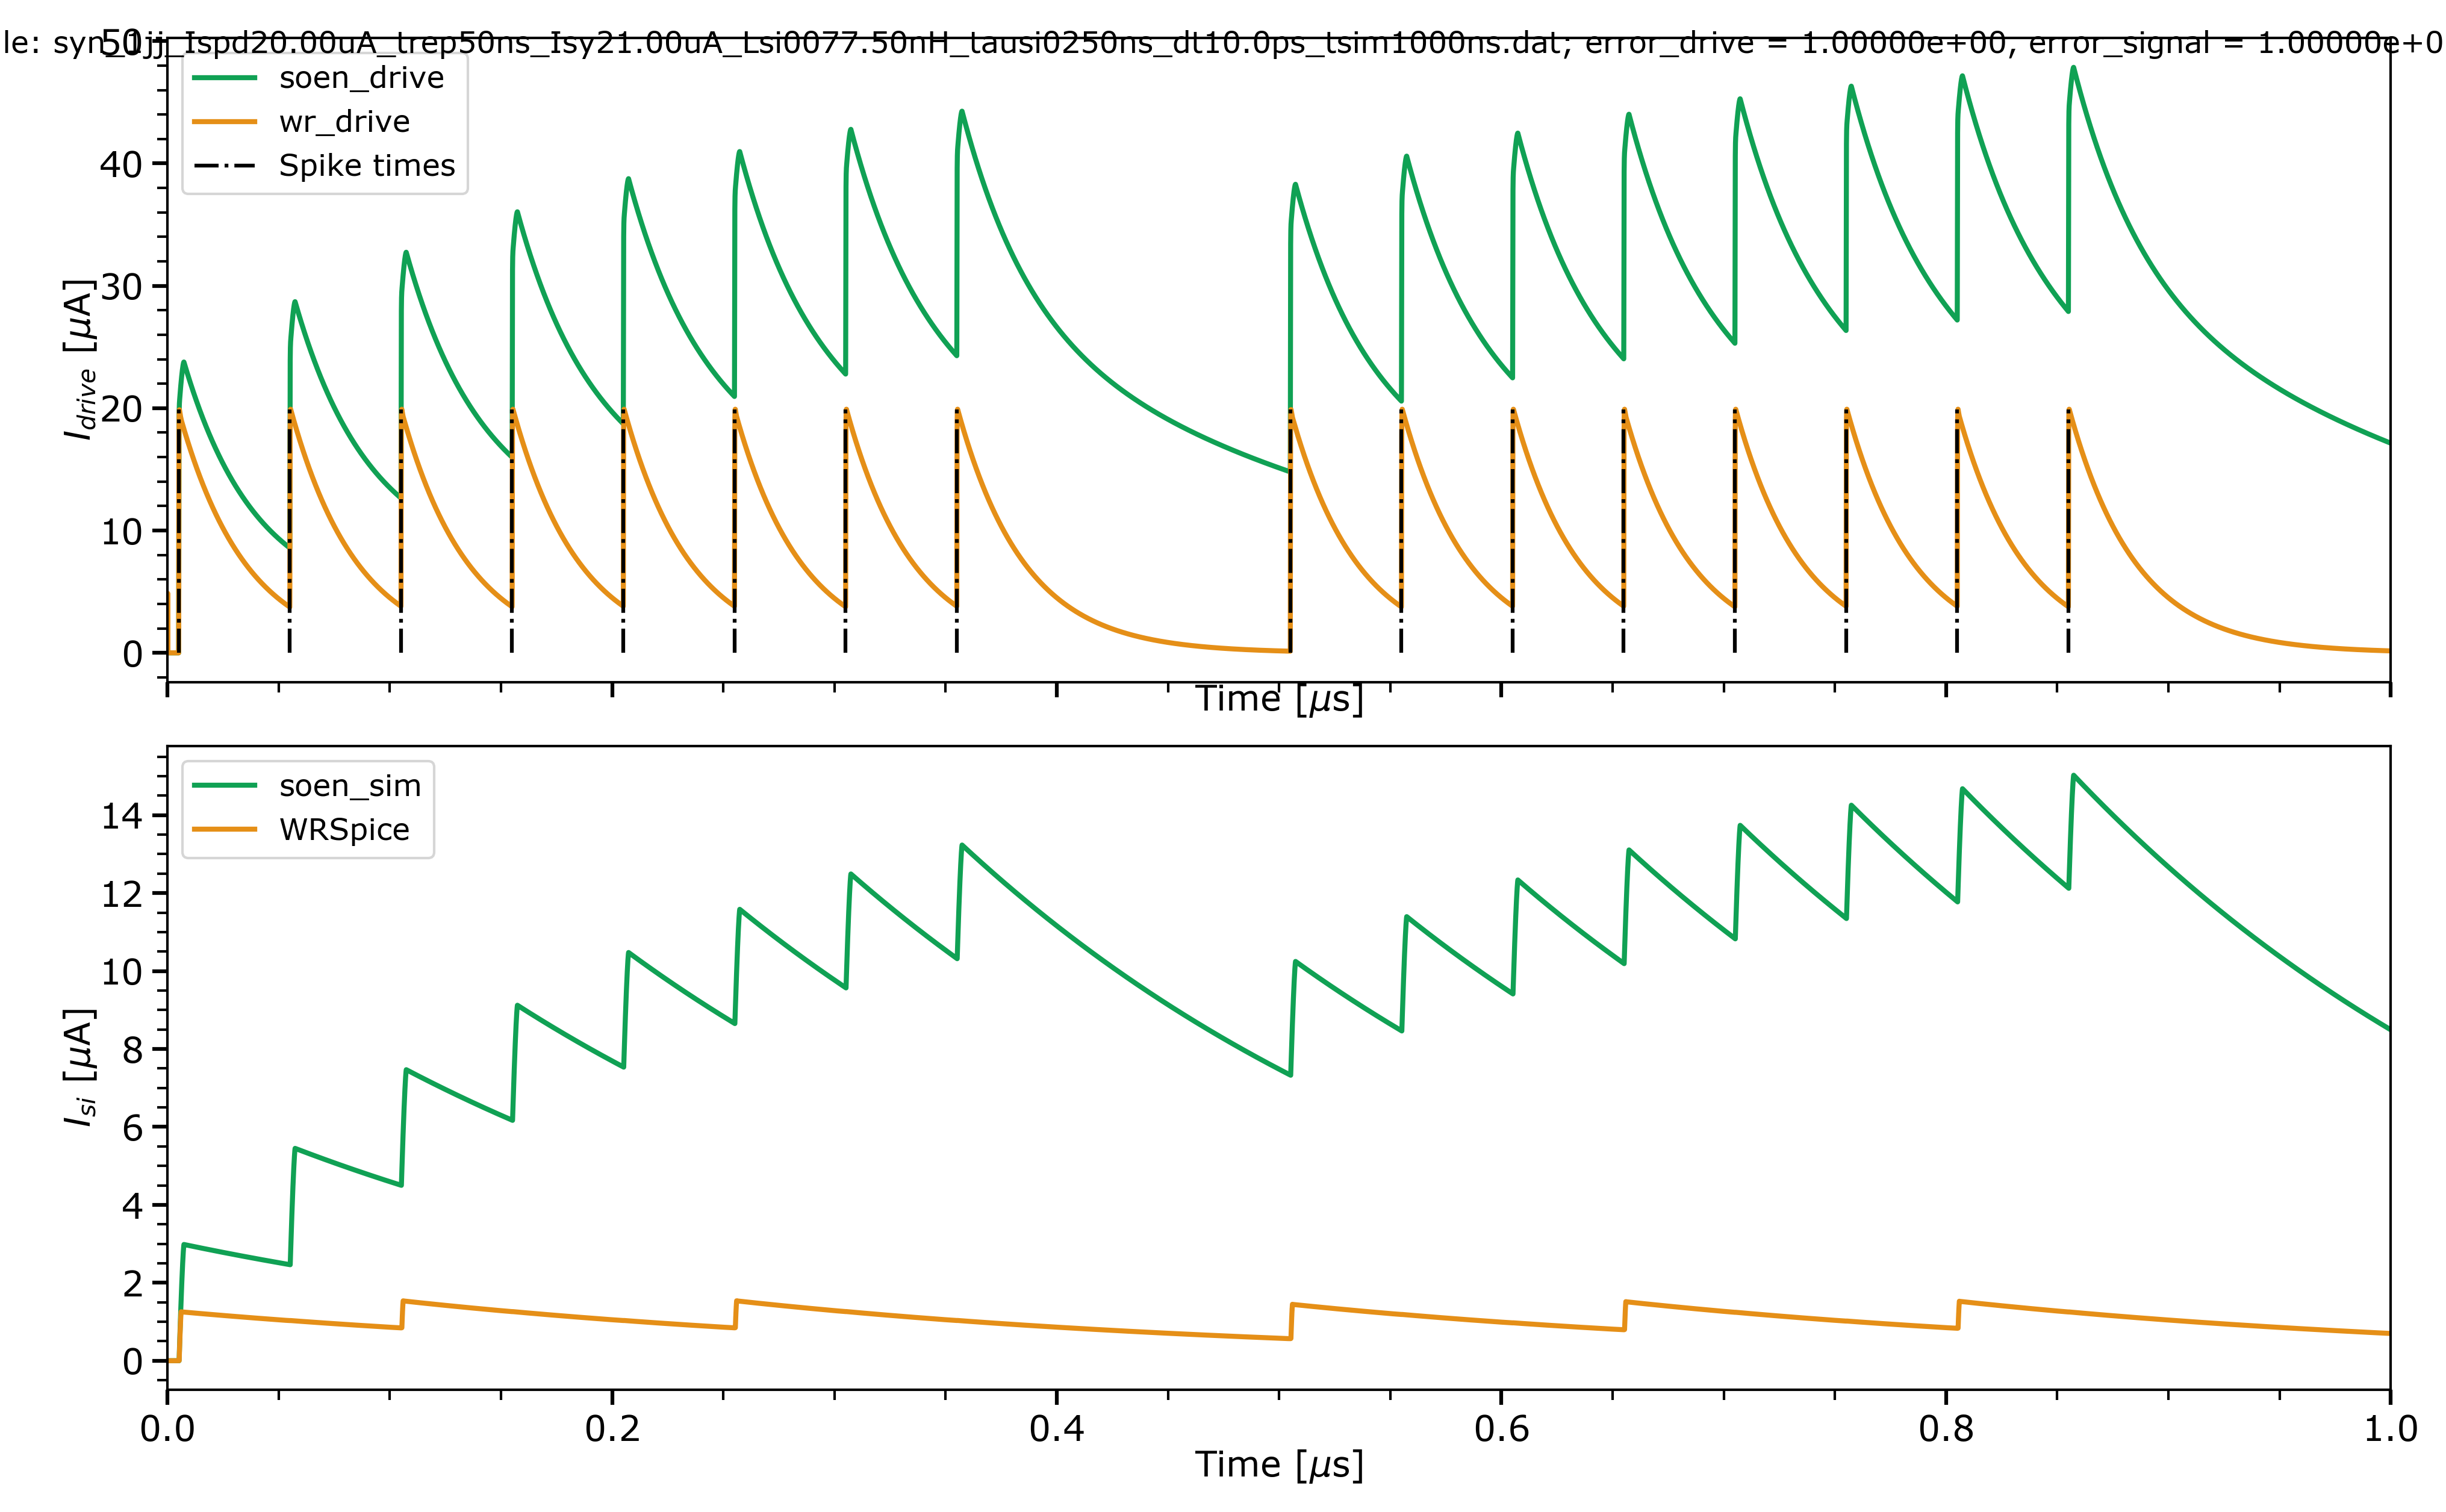 le: syn_1jj_Ispd20.00uA_trep50ns_Isy21.00uA_Lsi0077.50nH_tausi0250ns_dt10.0ps_tsim1000ns.dat; error_drive = 1.00000e+00, error_signal = 1.00000e+0
soen_drive
wr_drive
Spike times
I_drive [μA]
50
40
30
20
10
0
Time [μs]
soen_sim
WRSpice
I_si [μA]
14
12
10
8
6
4
2
0
0.0 0.2 0.4 0.6 0.8 1.0
Time [μs]